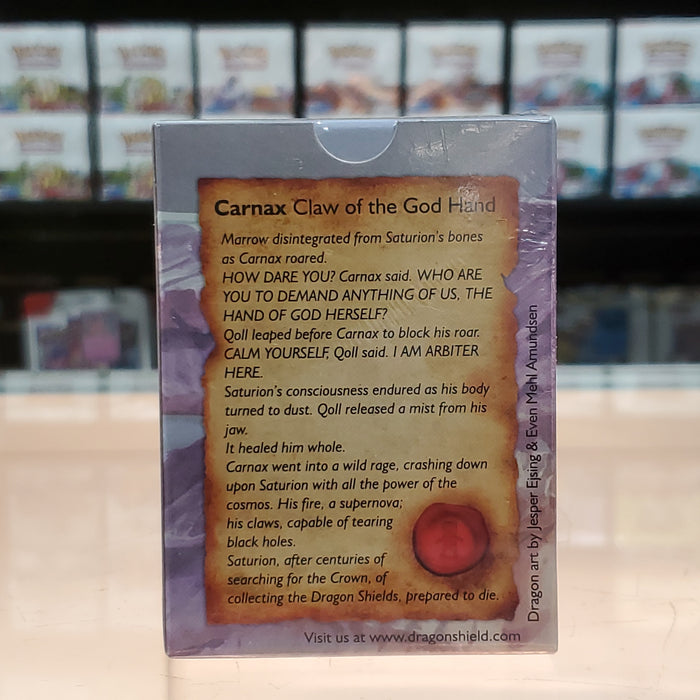 Carnax Claw of the God Hand
Marrow disintegrated from Saturion's bones
as Carnax roared.
HOW DARE YOU? Carnax said. WHO ARE
YOU TO DEMAND ANYTHING OF US, THE
HAND OF GOD HERSELF?
Qoll leaped before Carnax to block his roar.
CALM YOURSELF, Qoll said. I AM ARBITER
HERE.
Saturion's consciousness endured as his body
turned to dust. Qoll released a mist from his
jaw.
It healed him whole.
Carnax went into a wild rage, crashing down
upon Saturion with all the power of the
cosmos. His fire, a supernova;
his claws, capable of tearing
black holes.
Saturion, after centuries of
searching for the Crown, of
collecting the Dragon Shields, prepared to die.
Dragon art by Jesper Ejsing & Even Mehl Amundsen
Visit us at www.dragonshield.com